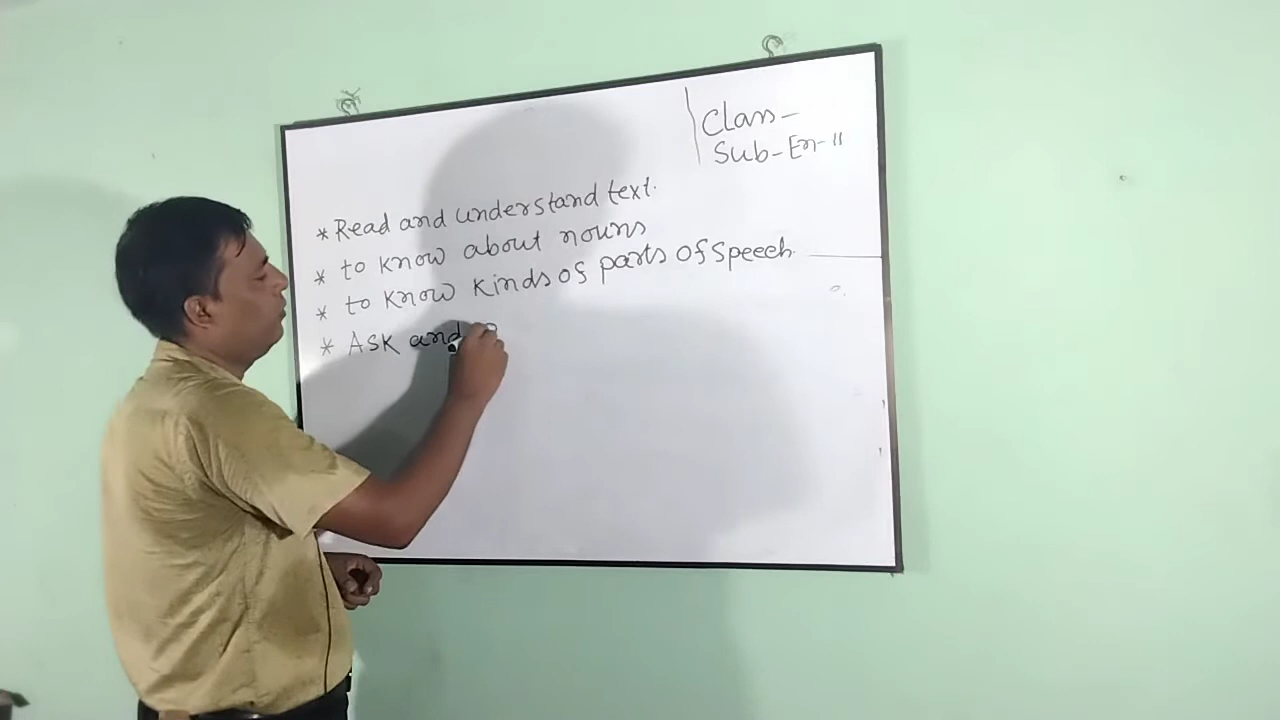 Class-
Sub-En-II
* Read and understand text.
* to know about nouns
* to know kinds of parts of speech.
* Ask and